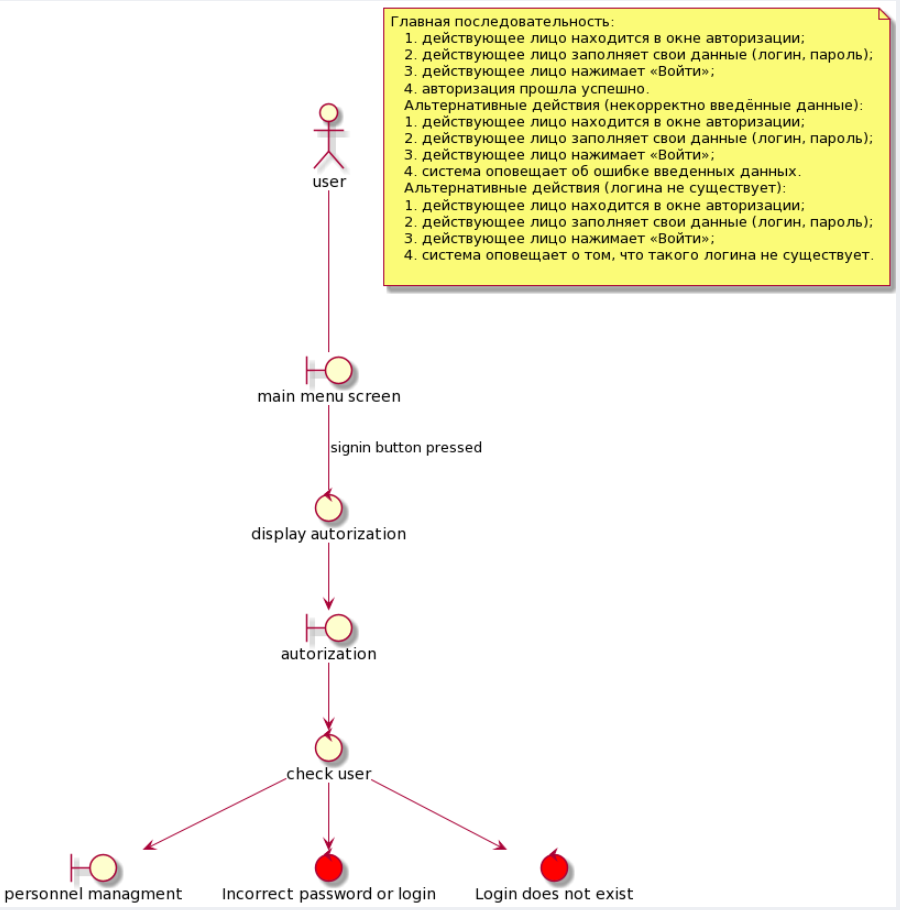 Главная последовательность:
1. действующее лицо находится в окне авторизации;
2. действующее лицо заполняет свои данные (логин, пароль);
3. действующее лицо нажимает «Войти»;
4. авторизация прошла успешно.
Альтернативные действия (некорректно введённые данные):
1. действующее лицо находится в окне авторизации;
2. действующее лицо заполняет свои данные (логин, пароль);
3. действующее лицо нажимает «Войти»;
4. система оповещает об ошибке введенных данных.
Альтернативные действия (логина не существует):
1. действующее лицо находится в окне авторизации;
2. действующее лицо заполняет свои данные (логин, пароль);
3. действующее лицо нажимает «Войти»;
4. система оповещает о том, что такого логина не существует.
user
main menu screen
signin button pressed
display autorization
autorization
check user
personnel managment
Incorrect password or login
Login does not exist